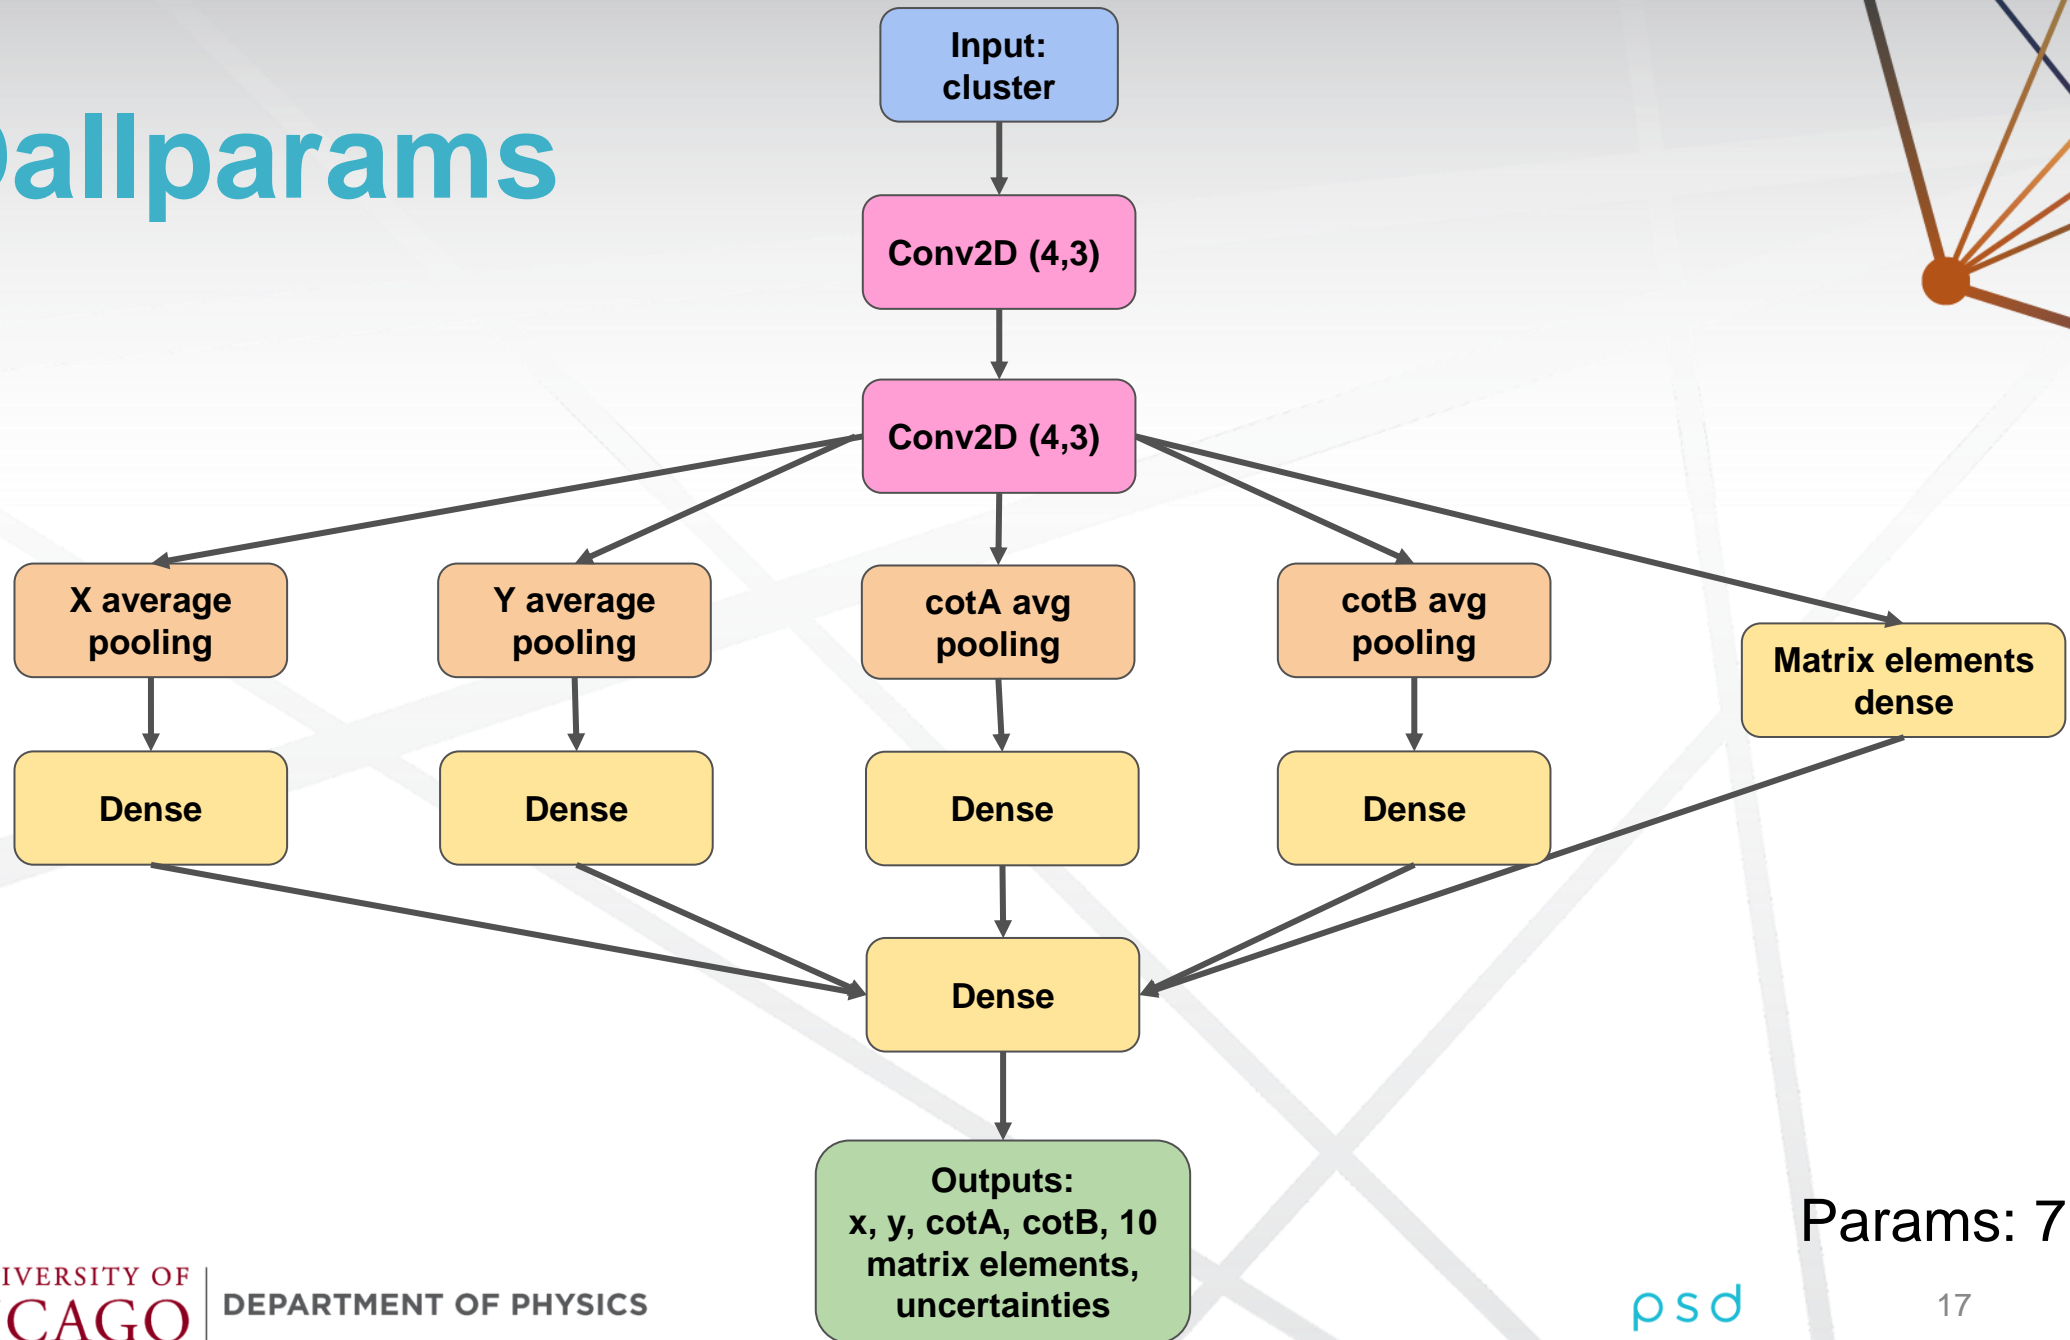 allparams
Input:
cluster
Conv2D (4,3)
Conv2D (4,3)
X average
pooling
Y average
pooling
cotA avg
pooling
cotB avg
pooling
Matrix elements
dense
Dense
Dense
Dense
Dense
Dense
Outputs:
x, y, cotA, cotB, 10
matrix elements,
uncertainties
Params: 7
IVERSITY OF
CAGO
DEPARTMENT OF PHYSICS
psd
17